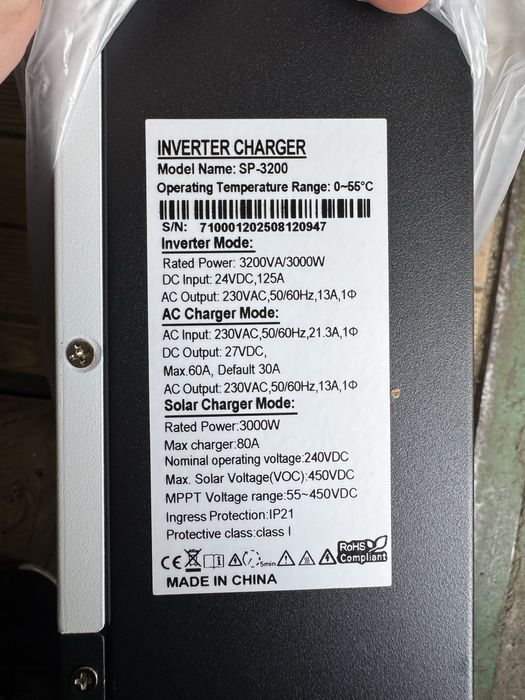 INVERTER CHARGER
Model Name: SP-3200
Operating Temperature Range: 0~55°C
S/N: 710001202508120947
Inverter Mode:
Rated Power: 3200VA/3000W
DC Input: 24VDC,125A
AC Output: 230VAC,50/60Hz,13A,1Φ
AC Charger Mode:
AC Input: 230VAC,50/60Hz,21.3A,1Φ
DC Output: 27VDC,
Max.60A, Default 30A
AC Output: 230VAC,50/60Hz,13A,1Φ
Solar Charger Mode:
Rated Power:3000W
Max charger:80A
Nominal operating voltage:240VDC
Max. Solar Voltage(VOC):450VDC
MPPT Voltage range:55~450VDC
Ingress Protection:IP21
Protective class:class I
CE 5min RoHS
Compliant
MADE IN CHINA